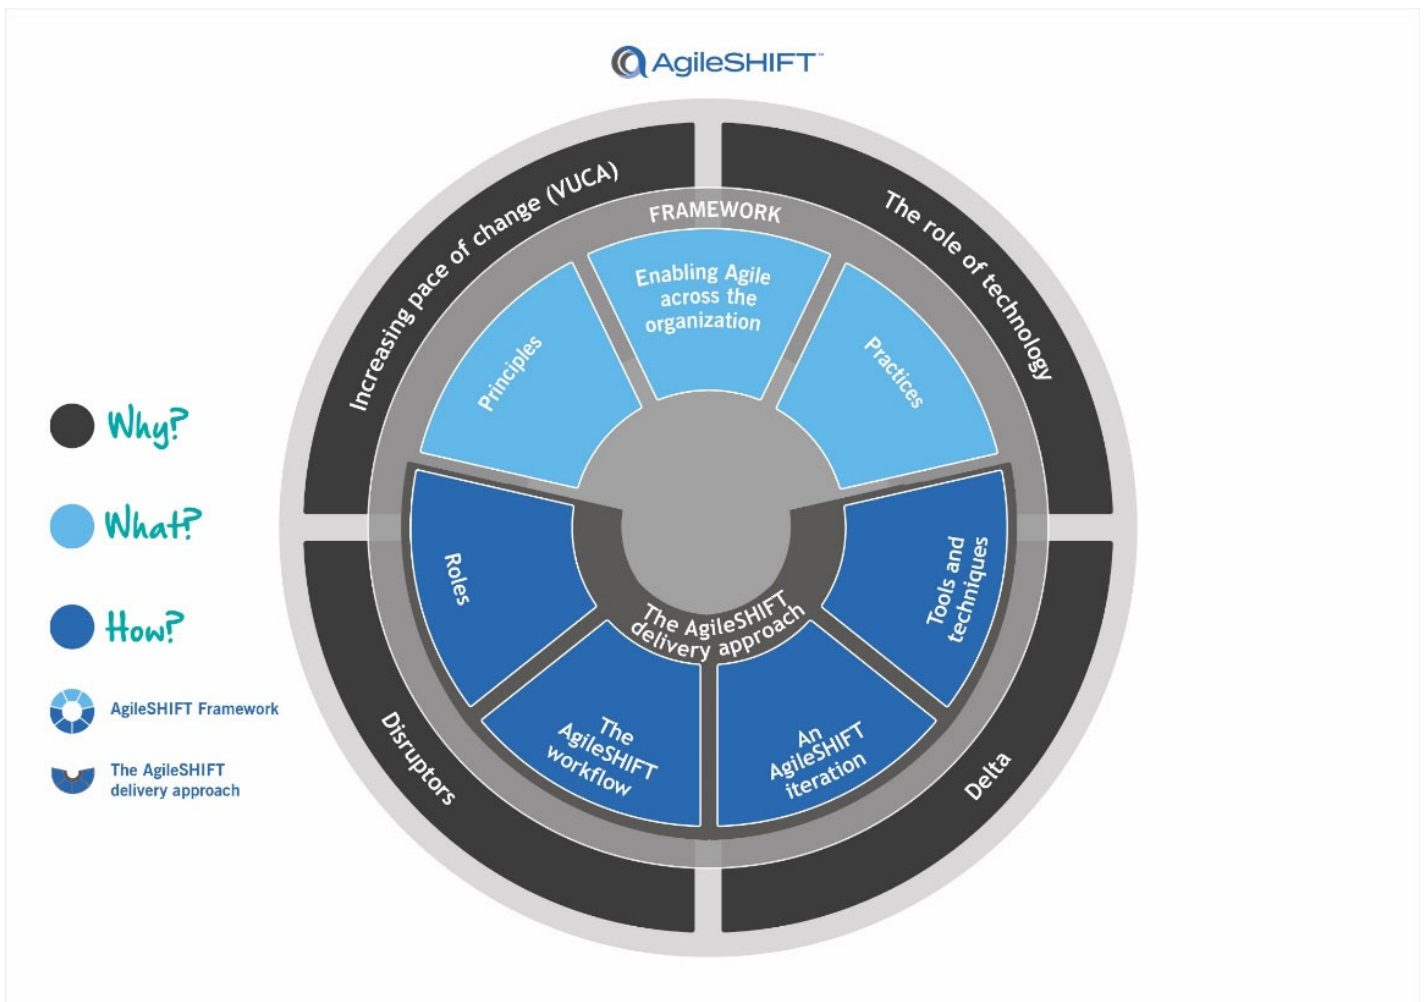 AgileSHIFT™
Increasing pace of change (VUCA)
The role of technology
FRAMEWORK
Enabling Agile
across the
organization
Principles
Practices
Why?
What?
How?
Roles
Tools and
techniques
The AgileSHIFT
delivery approach
The
AgileSHIFT
workflow
An
AgileSHIFT
iteration
AgileSHIFT Framework
The AgileSHIFT
delivery approach
Disruptors
Delta